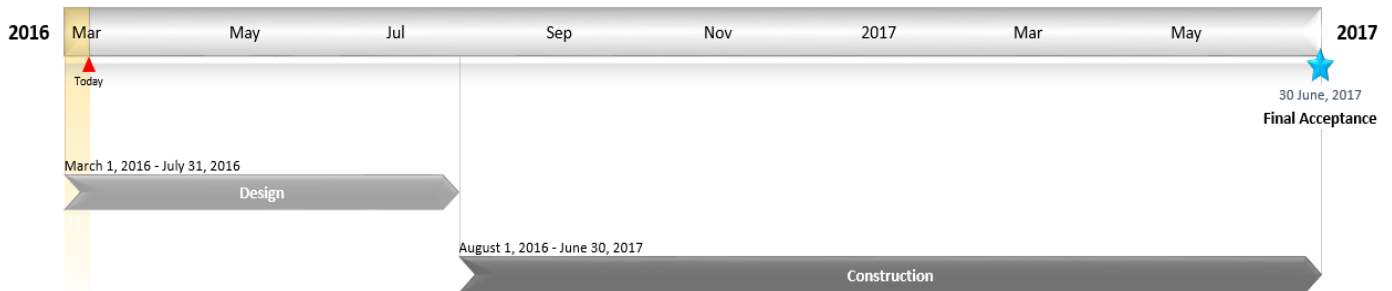 2016
Mar May Jul Sep Nov 2017 Mar May
2017
Today
30 June, 2017
Final Acceptance
March 1, 2016 - July 31, 2016
Design
August 1, 2016 - June 30, 2017
Construction